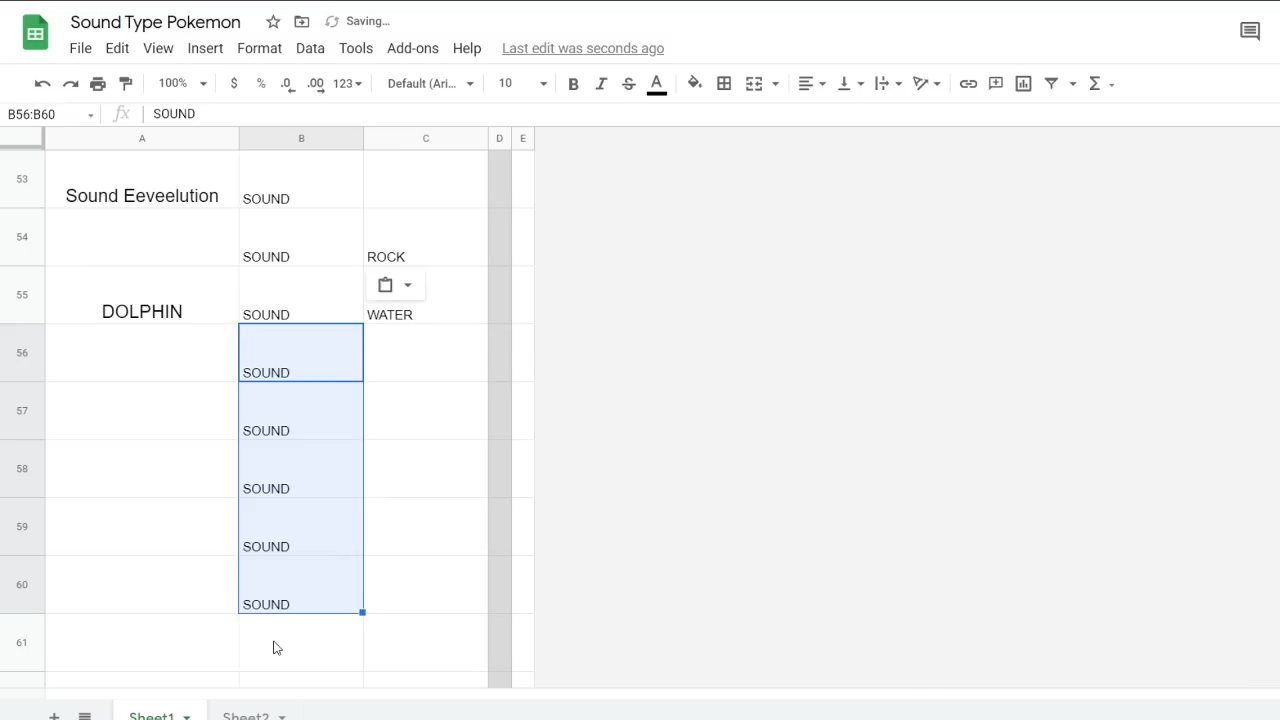 Sound Type Pokemon Saving...
File Edit View Insert Format Data Tools Add-ons Help Last edit was seconds ago
100% $ % .0 .00 123 Default (Ari... 10 B I S A Σ
B56:B60 fx SOUND
A B C D E
53 Sound Eeveelution SOUND
54 SOUND ROCK
55 DOLPHIN SOUND WATER
56 SOUND
57 SOUND
58 SOUND
59 SOUND
60 SOUND
61
+ Sheet1 Sheet2